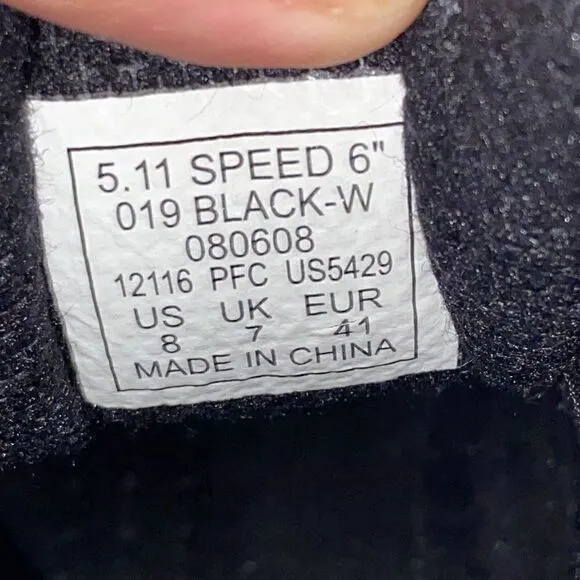 5.11 SPEED 6"
019 BLACK-W
080608
12116 PFC US5429
US UK EUR
8 7 41
MADE IN CHINA